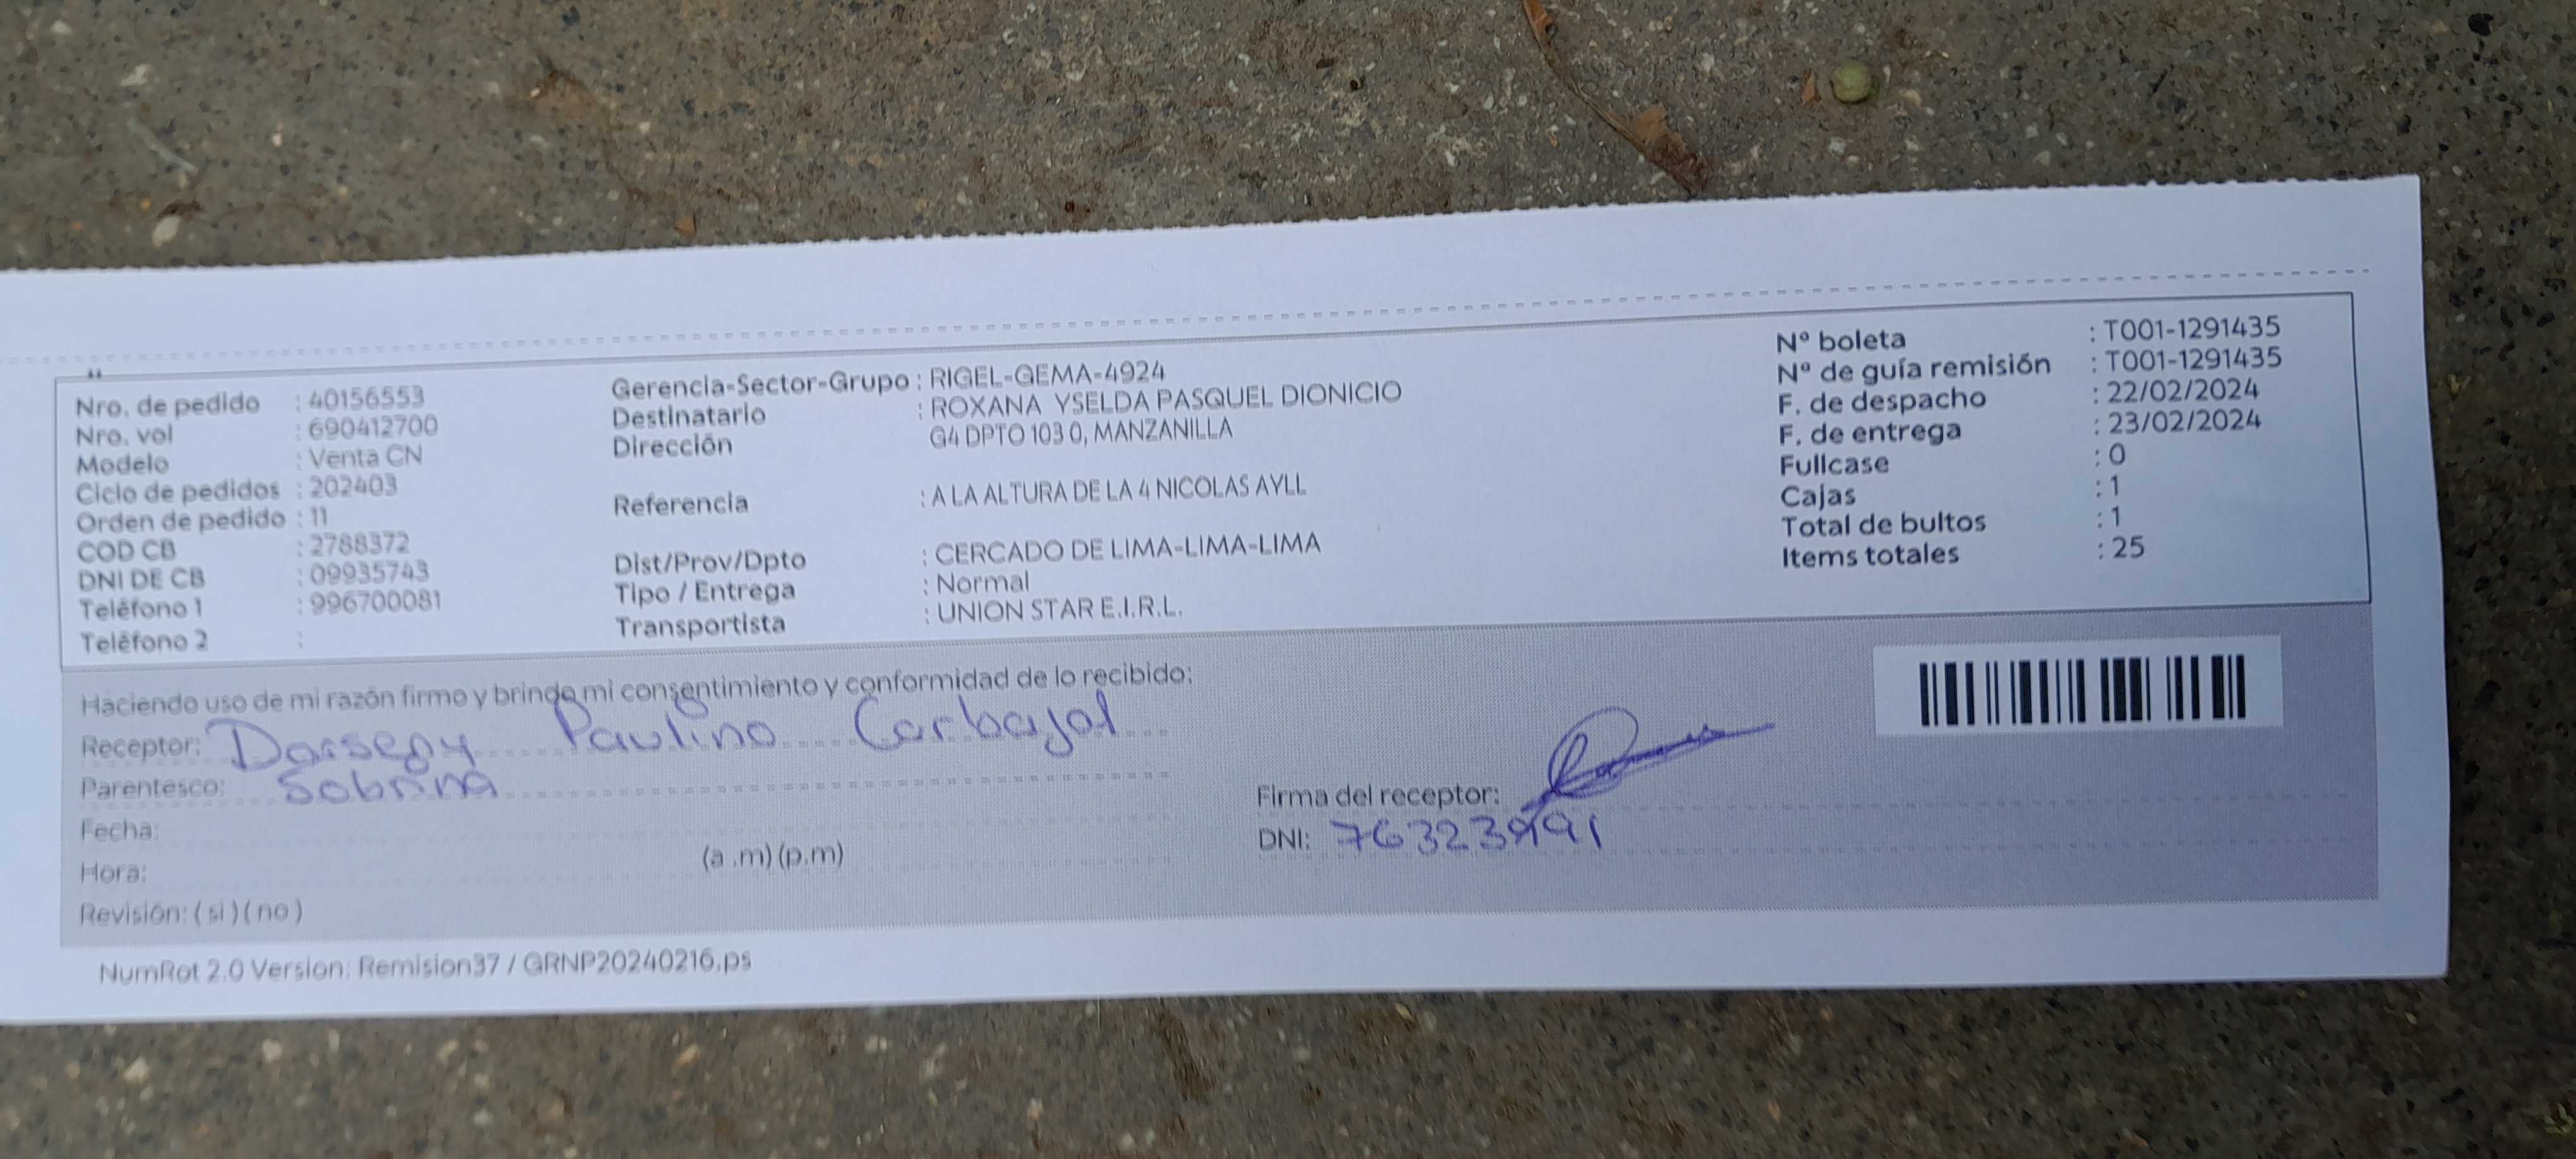 Nro. de pedido : 40156553
Nro. vol : 690412700
Modelo : Venta CN
Ciclo de pedidos : 202403
Orden de pedido : 11
COD CB : 2788372
DNI DE CB : 09935743
Teléfono 1 : 996700081
Teléfono 2 :
Gerencia-Sector-Grupo : RIGEL-GEMA-4924
Destinatario : ROXANA YSELDA PASQUEL DIONICIO
Dirección G4 DPTO 103 0, MANZANILLA
Referencia : A LA ALTURA DE LA 4 NICOLAS AYLL
Dist/Prov/Dpto : CERCADO DE LIMA-LIMA-LIMA
Tipo / Entrega : Normal
Transportista : UNION STAR E.I.R.L.
Nº boleta : T001-1291435
Nº de guía remisión : T001-1291435
F. de despacho : 22/02/2024
F. de entrega : 23/02/2024
Fullcase : 0
Cajas : 1
Total de bultos : 1
Items totales : 25
Haciendo uso de mi razón firmo y brindo mi consentimiento y conformidad de lo recibido:
Receptor: Paulino Carbajal
Parentesco: Sobrina
Fecha:
Hora: (a .m) (p.m)
Revisión: ( si ) ( no )
Firma del receptor:
DNI:
NumRot 2.0 Version: Remision37 / GRNP20240216.ps